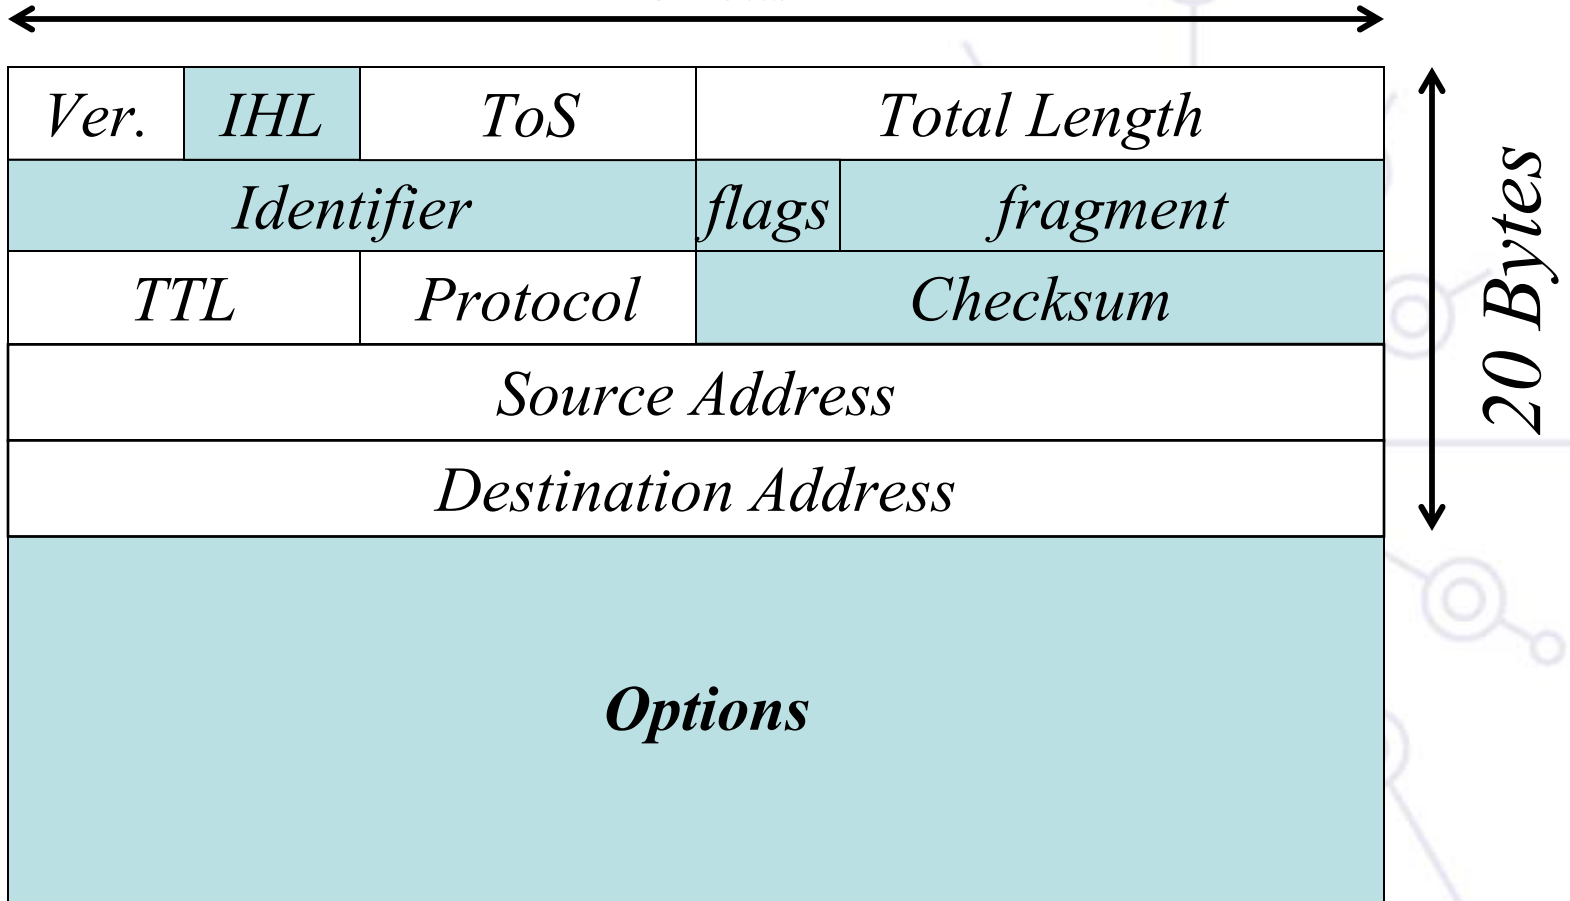 Ver. IHL ToS Total Length
Identifier flags fragment
TTL Protocol Checksum
Source Address
Destination Address
Options
20 Bytes